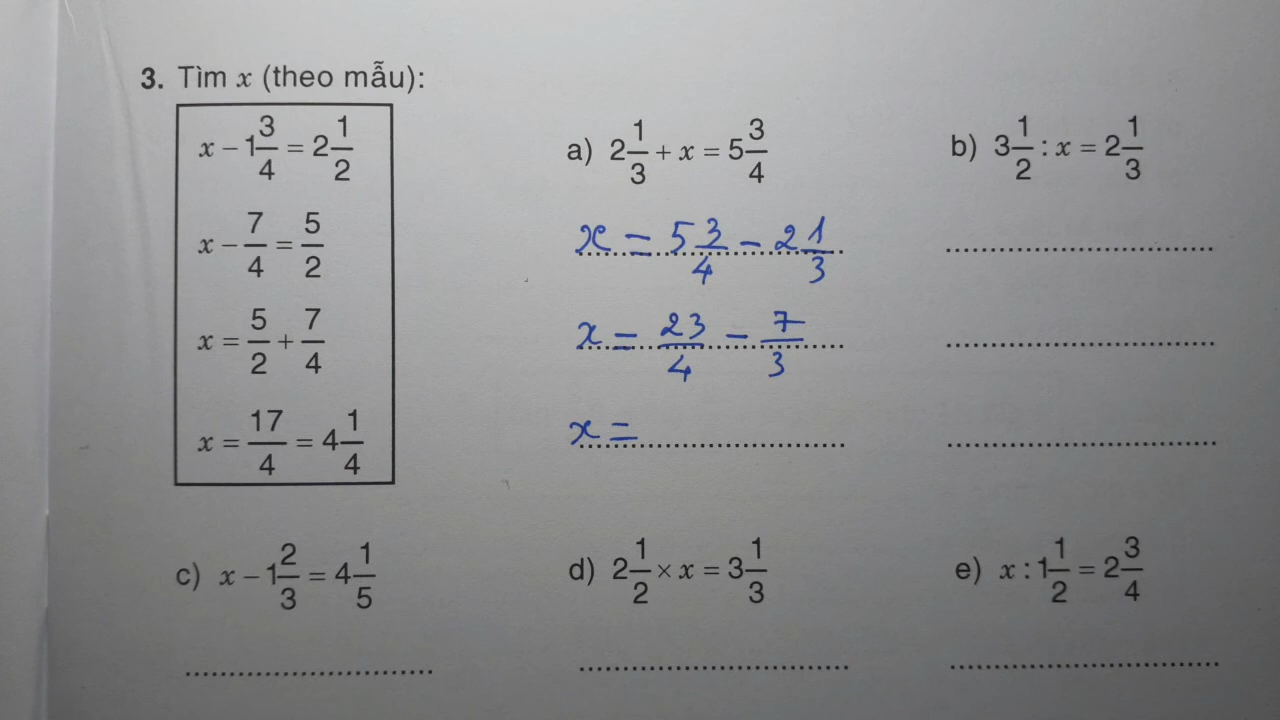 3. Tìm x (theo mẫu):
x - 1 3/4 = 2 1/2
x - 7/4 = 5/2
x = 5/2 + 7/4
x = 17/4 = 4 1/4
a) 2 1/3 + x = 5 3/4
x = 5 3/4 - 2 1/3
x = 23/4 - 7/3
x =
b) 3 1/2 : x = 2 1/3
c) x - 1 2/3 = 4 1/5
d) 2 1/2 × x = 3 1/3
e) x : 1 1/2 = 2 3/4